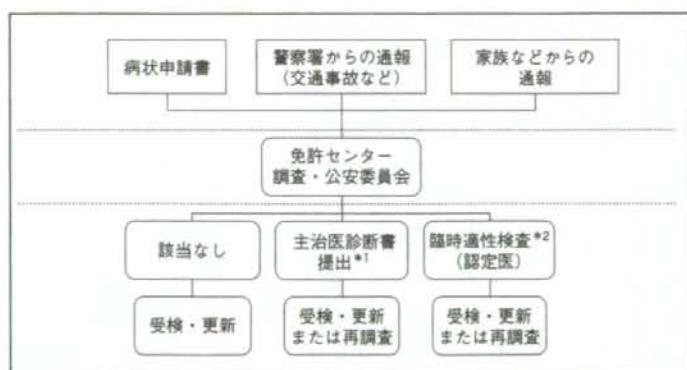 病状申請書
警察署からの通報
(交通事故など)
家族などからの
通報
免許センター
調査・公安委員会
該当なし
主治医診断書
提出*1
臨時適性検査*2
(認定医)
受検・更新
受検・更新
または再調査
受検・更新
または再調査